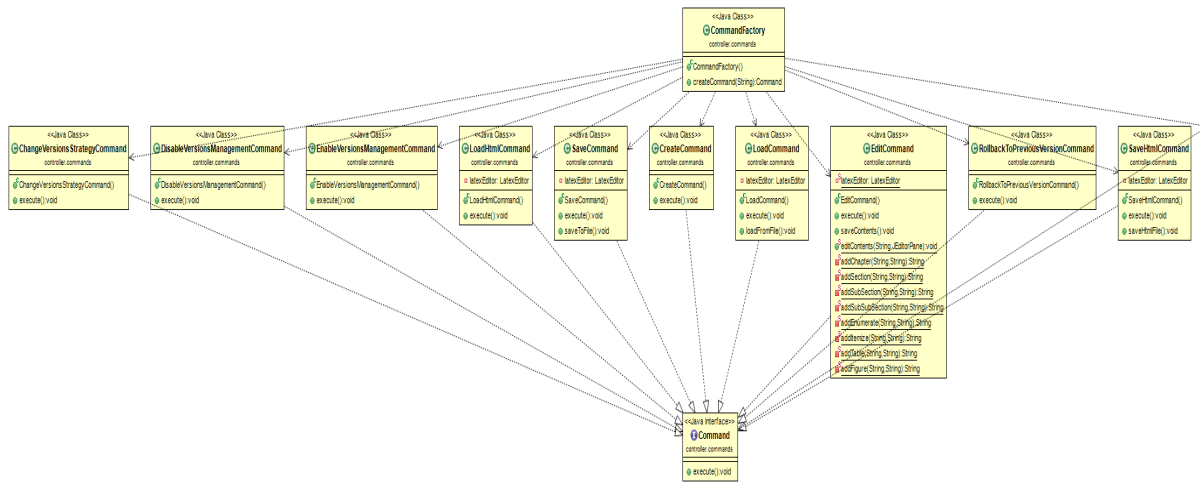 <<Java Class>>
CommandFactory
controller.commands
CommandFactory()
createCommand(String):Command
<<Java Class>>
ChangeVersionsStrategyCommand
controller.commands
ChangeVersionsStrategyCommand()
execute():void
<<Java Class>>
DisableVersionsManagementCommand
controller.commands
DisableVersionsManagementCommand()
execute():void
<<Java Class>>
EnableVersionsManagementCommand
controller.commands
EnableVersionsManagementCommand()
execute():void
<<Java Class>>
LoadHtmlCommand
controller.commands
latexEditor: LatexEditor
LoadHtmlCommand()
execute():void
<<Java Class>>
SaveCommand
controller.commands
latexEditor: LatexEditor
SaveCommand()
execute():void
saveToFile():void
<<Java Class>>
CreateCommand
controller.commands
CreateCommand()
execute():void
<<Java Class>>
LoadCommand
controller.commands
latexEditor: LatexEditor
LoadCommand()
execute():void
loadFromFile():void
<<Java Class>>
EditCommand
controller.commands
latexEditor: LatexEditor
EditCommand()
execute():void
saveContents():void
editContents(String,JEditorPane):void
addChapter(String,String):String
addSection(String,String):String
addSubSection(String,String):String
addSubSubSection(String,String):String
addEnumerate(String,String):String
addItemize(String,String):String
addTable(String,String):String
addFigure(String,String):String
<<Java Class>>
RollbackToPreviousVersionCommand
controller.commands
RollbackToPreviousVersionCommand()
execute():void
<<Java Class>>
SaveHtmlCommand
controller.commands
latexEditor: LatexEditor
SaveHtmlCommand()
execute():void
saveHtmlFile():void
<<Java Interface>>
Command
controller.commands
execute():void